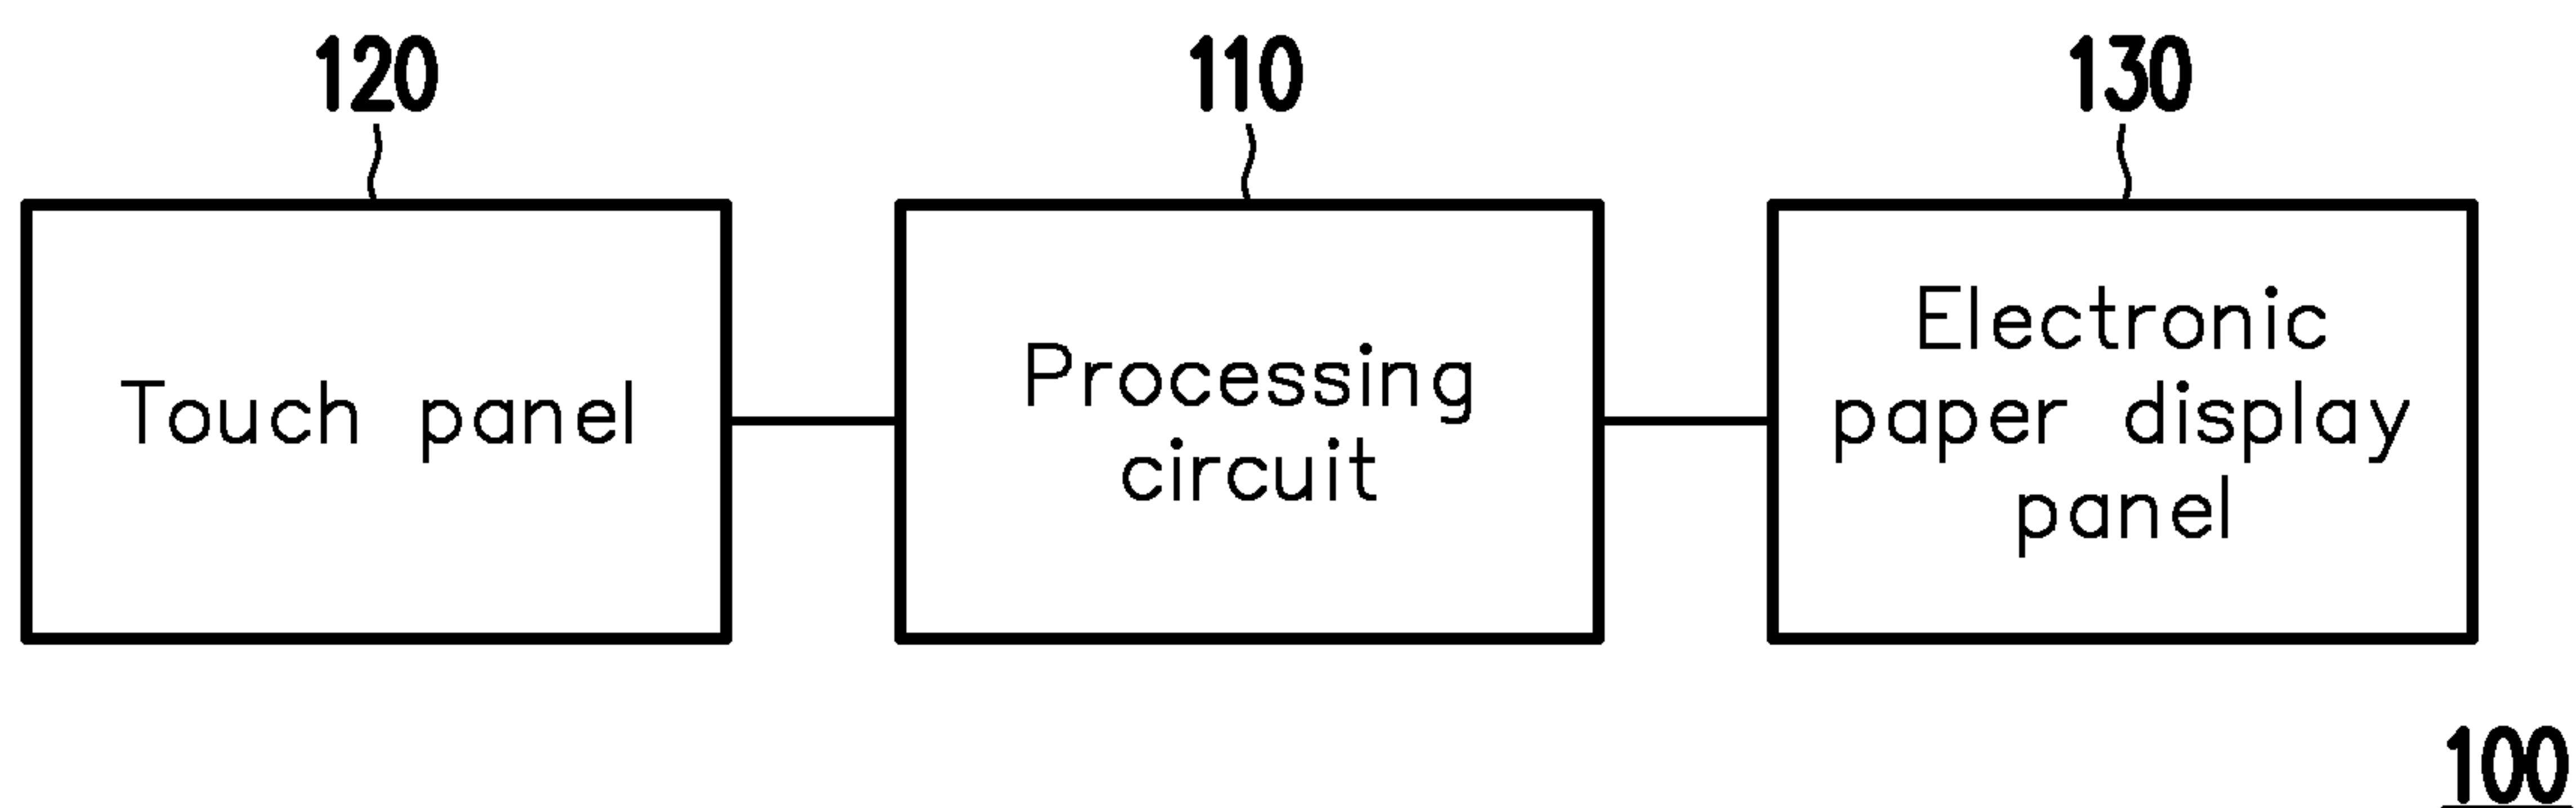 120
110
130
Touch panel
Processing
circuit
Electronic
paper display
panel
100